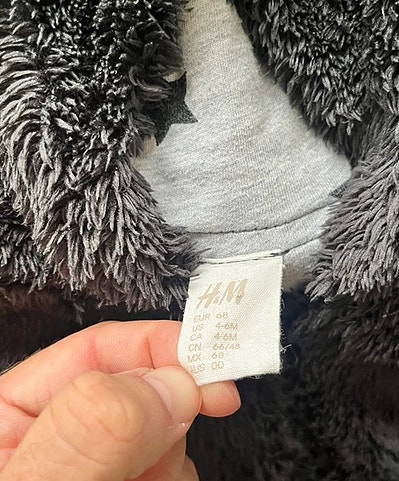 H&M
EUR 68
US 4-6M
CA 4-6M
CN 66/48
MX 68
AUS 00